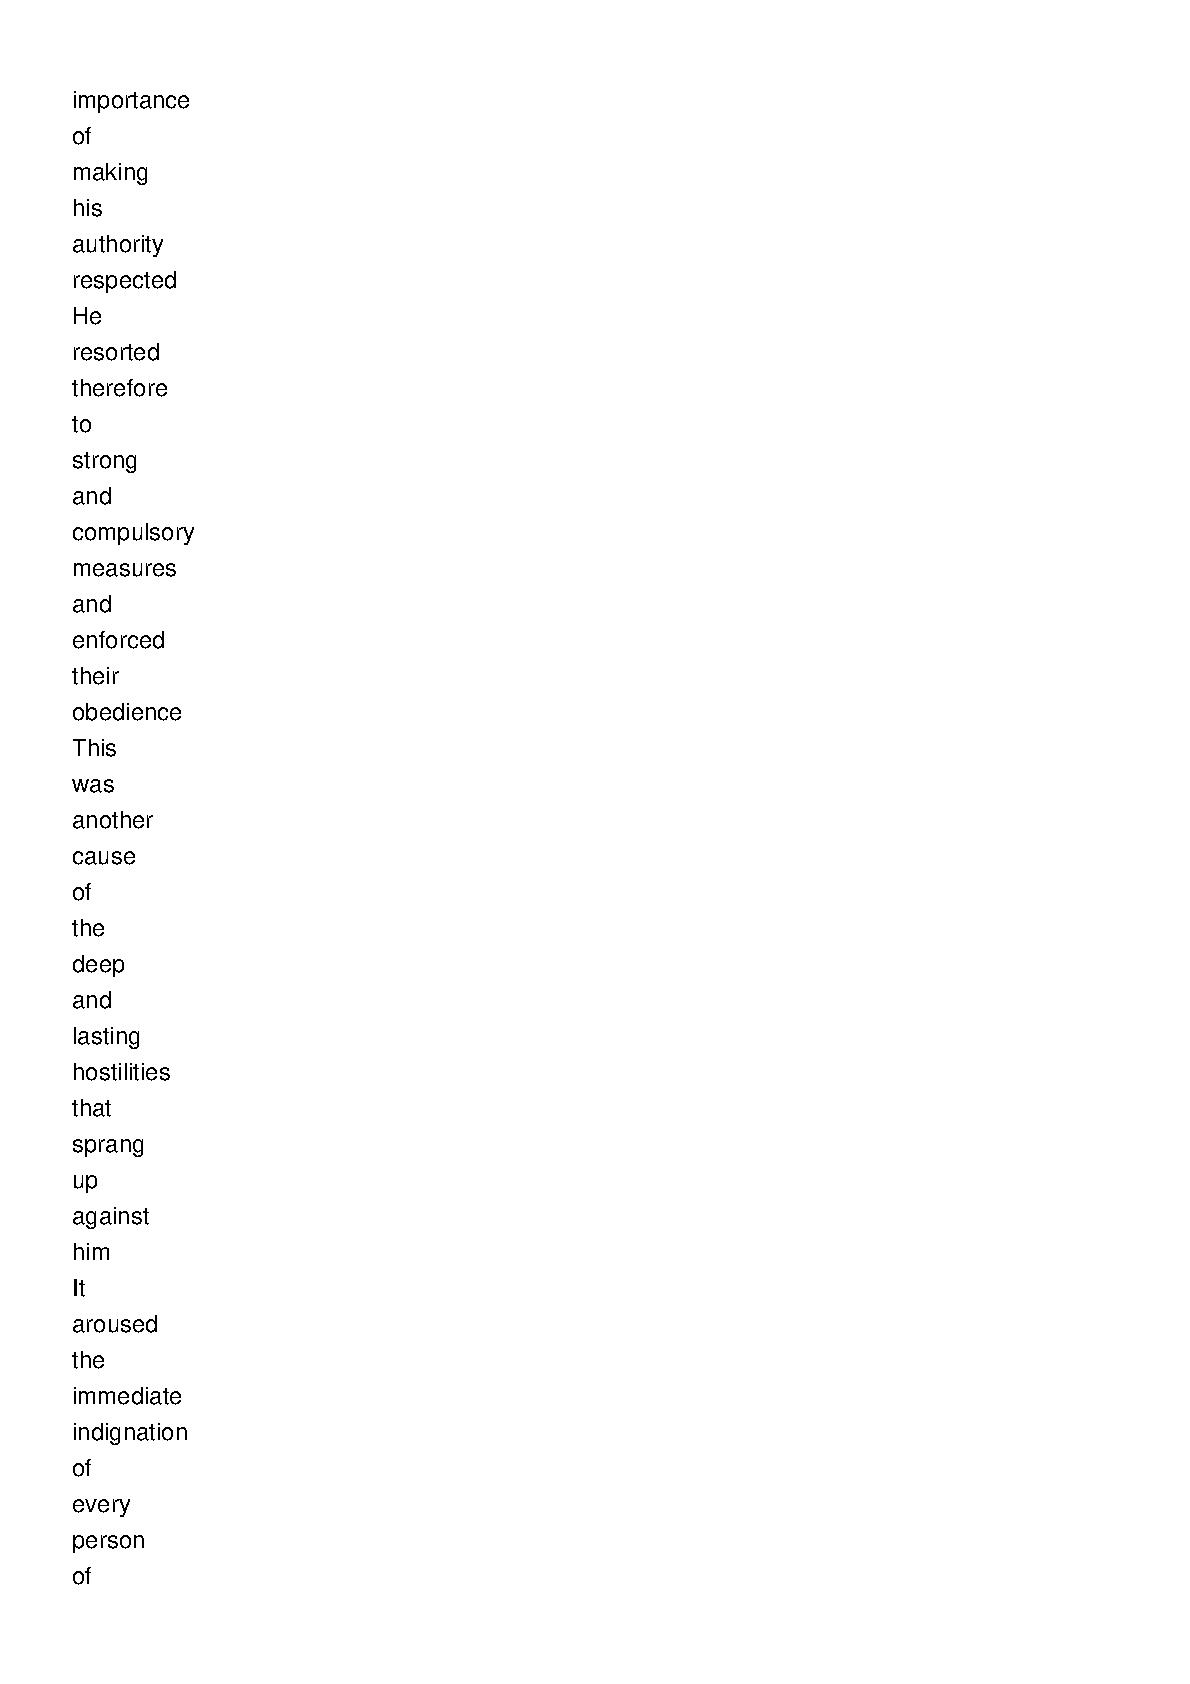 importance
of
making
his
authority
respected
He
resorted
therefore
to
strong
and
compulsory
measures
and
enforced
their
obedience
This
was
another
cause
of
the
deep
and
lasting
hostilities
that
sprang
up
against
him
It
aroused
the
immediate
indignation
of
every
person
of